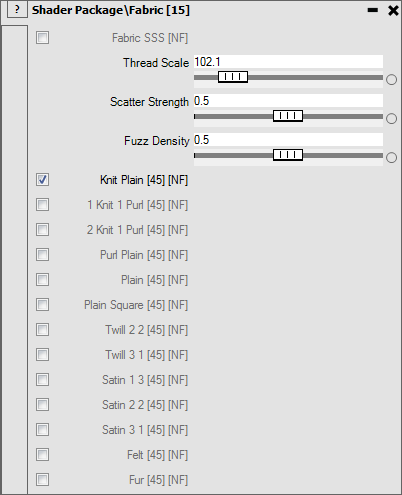 ? Shader Package\Fabric [15]
Fabric SSS [NF]
Thread Scale 102.1
Scatter Strength 0.5
Fuzz Density 0.5
Knit Plain [45] [NF]
1 Knit 1 Purl [45] [NF]
2 Knit 1 Purl [45] [NF]
Purl Plain [45] [NF]
Plain [45] [NF]
Plain Square [45] [NF]
Twill 2 2 [45] [NF]
Twill 3 1 [45] [NF]
Satin 1 3 [45] [NF]
Satin 2 2 [45] [NF]
Satin 3 1 [45] [NF]
Felt [45] [NF]
Fur [45] [NF]